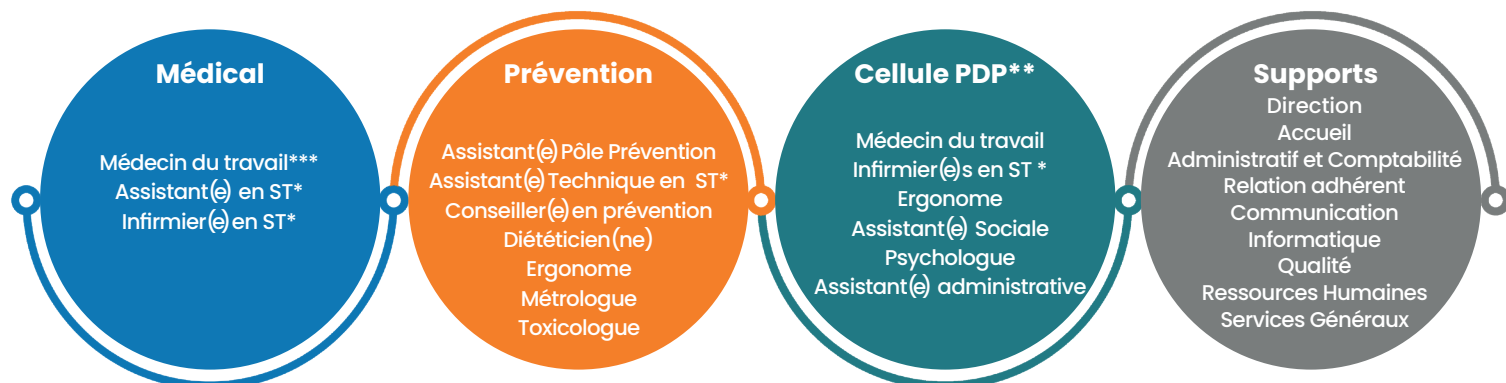 Médical
Médecin du travail***
Assistant(e) en ST*
Infirmier(e) en ST*
Prévention
Assistant(e) Pôle Prévention
Assistant(e) Technique en ST*
Conseiller(e) en prévention
Diététicien(ne)
Ergonome
Métrologue
Toxicologue
Cellule PDP**
Médecin du travail
Infirmier(e)s en ST *
Ergonome
Assistant(e) Sociale
Psychologue
Assistant(e) administrative
Supports
Direction
Accueil
Administratif et Comptabilité
Relation adhérent
Communication
Informatique
Qualité
Ressources Humaines
Services Généraux